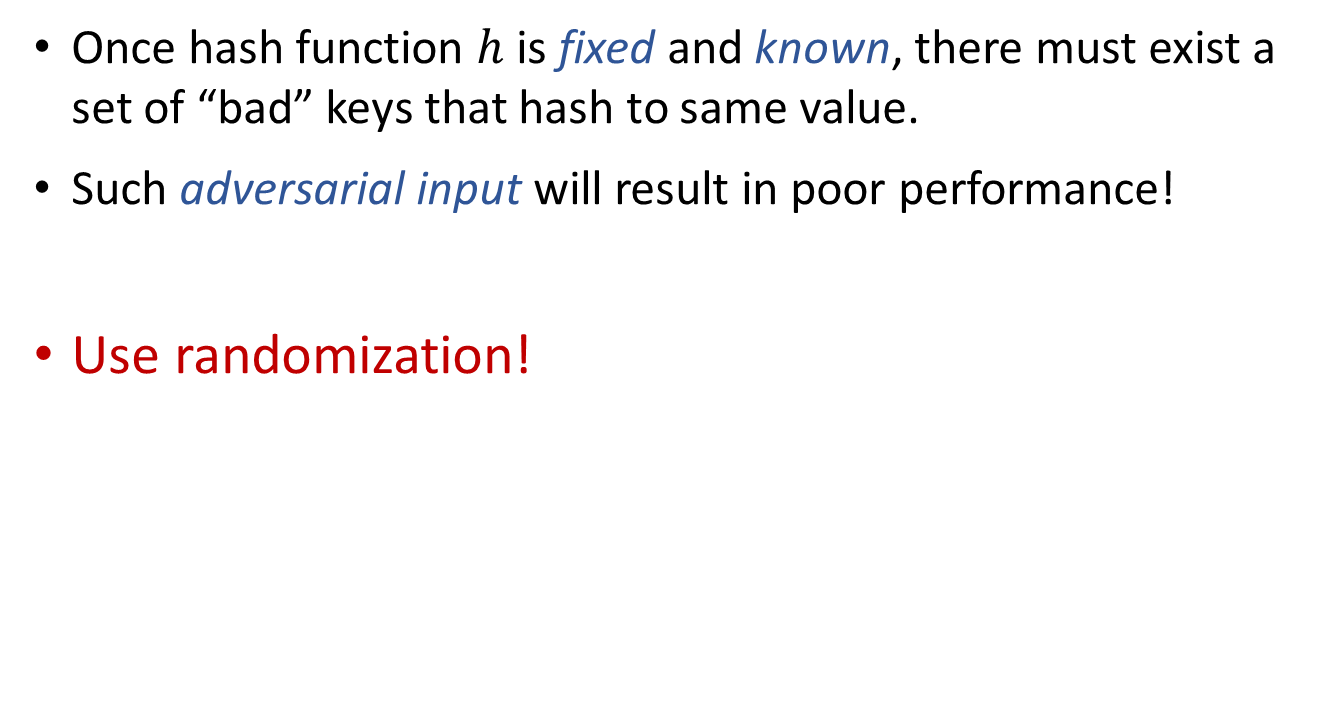 • Once hash function h is fixed and known, there must exist a
set of “bad” keys that hash to same value.
• Such adversarial input will result in poor performance!
• Use randomization!